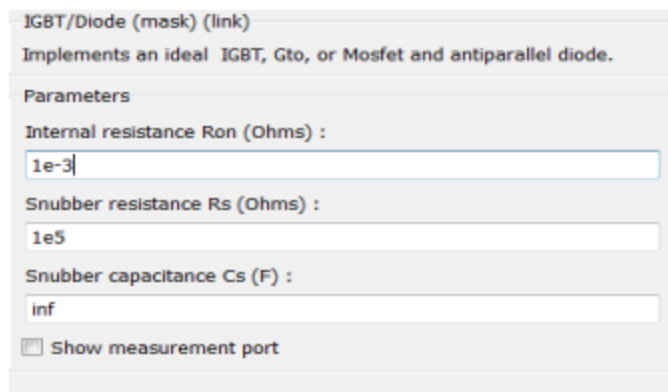 IGBT/Diode (mask) (link)
Implements an ideal IGBT, Gto, or Mosfet and antiparallel diode.
Parameters
Internal resistance Ron (Ohms) :
1e-3
Snubber resistance Rs (Ohms) :
1e5
Snubber capacitance Cs (F) :
inf
Show measurement port